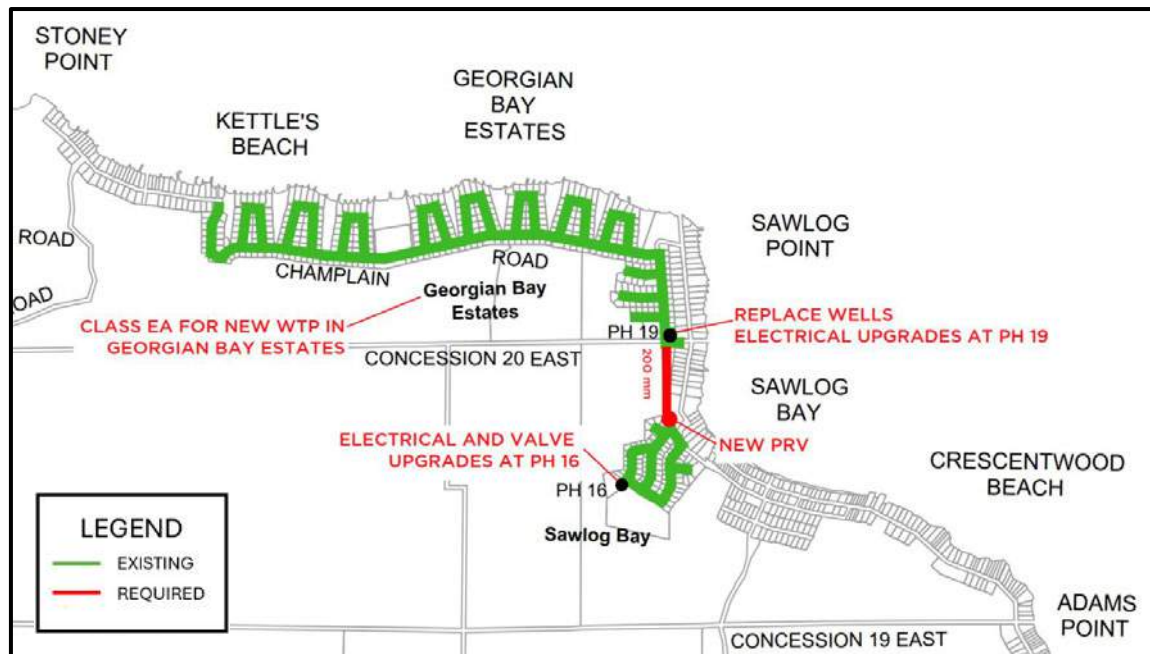 STONEY
POINT
GEORGIAN
BAY
ESTATES
KETTLE'S
BEACH
SAWLOG
POINT
ROAD
CHAMPLAIN
ROAD
OAD
Georgian Bay
Estates
CLASS EA FOR NEW WTP IN
GEORGIAN BAY ESTATES
PH 19
REPLACE WELLS
ELECTRICAL UPGRADES AT PH 19
CONCESSION 20 EAST
200 mm
SAWLOG
BAY
ELECTRICAL AND VALVE
UPGRADES AT PH 16
NEW PRV
CRESCENTWOOD
BEACH
PH 16
Sawlog Bay
LEGEND
EXISTING
REQUIRED
ADAMS
POINT
CONCESSION 19 EAST